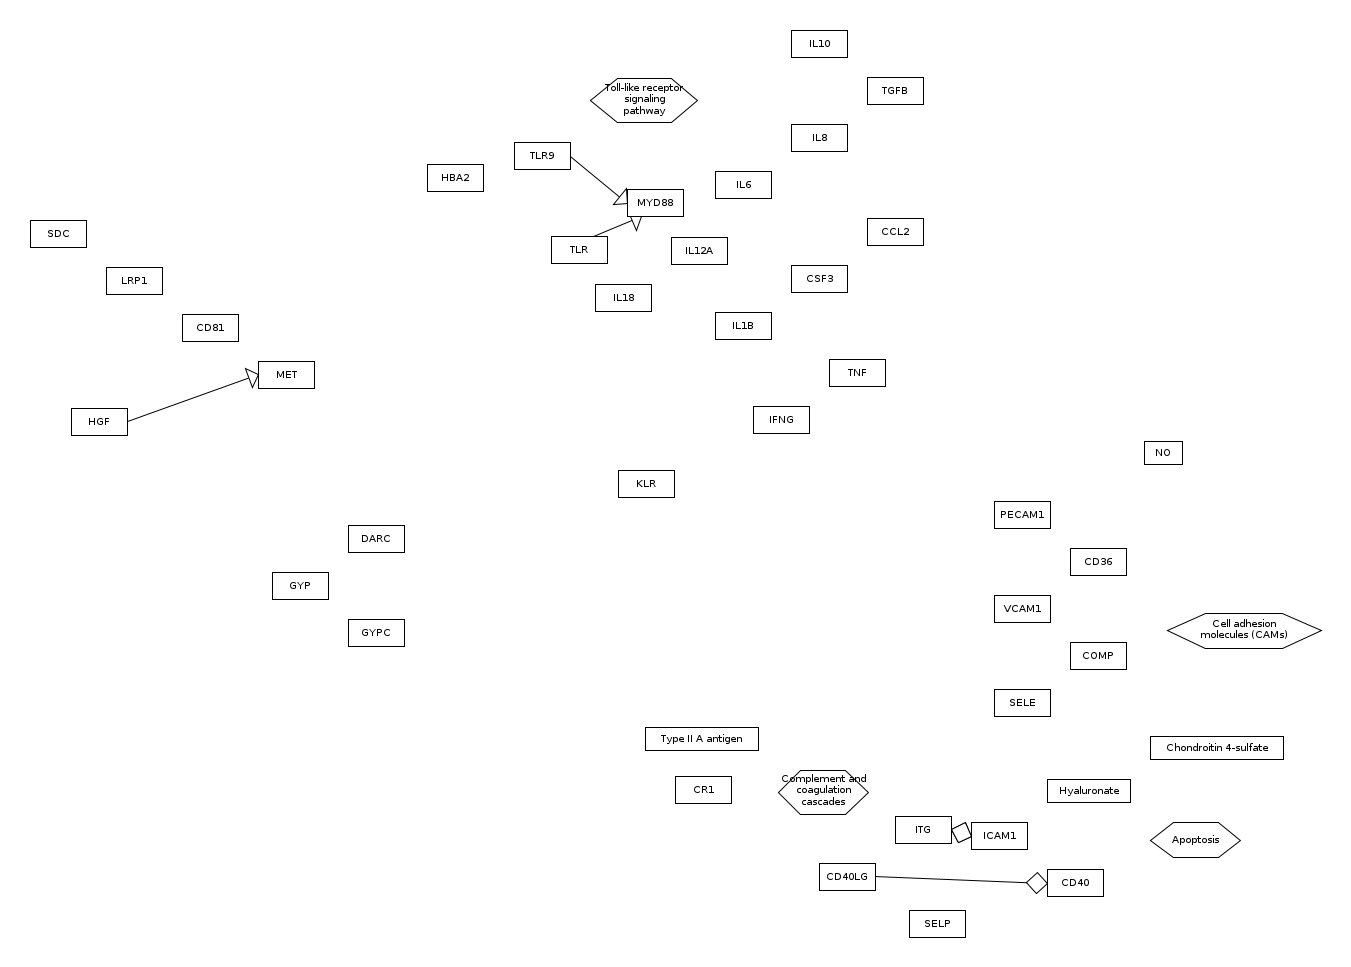 IL10
TGFB
Toll-like receptor
signaling
pathway
IL8
TLR9
HBA2
IL6
MYD88
SDC
CCL2
TLR
IL12A
LRP1
CSF3
IL18
CD81
IL1B
MET
TNF
HGF
IFNG
NO
KLR
PECAM1
DARC
CD36
GYP
VCAM1
Cell adhesion
molecules (CAMs)
GYPC
COMP
SELE
Type II A antigen
Chondroitin 4-sulfate
CR1
Complement and
coagulation
cascades
Hyaluronate
ITG
ICAM1
Apoptosis
CD40LG
CD40
SELP